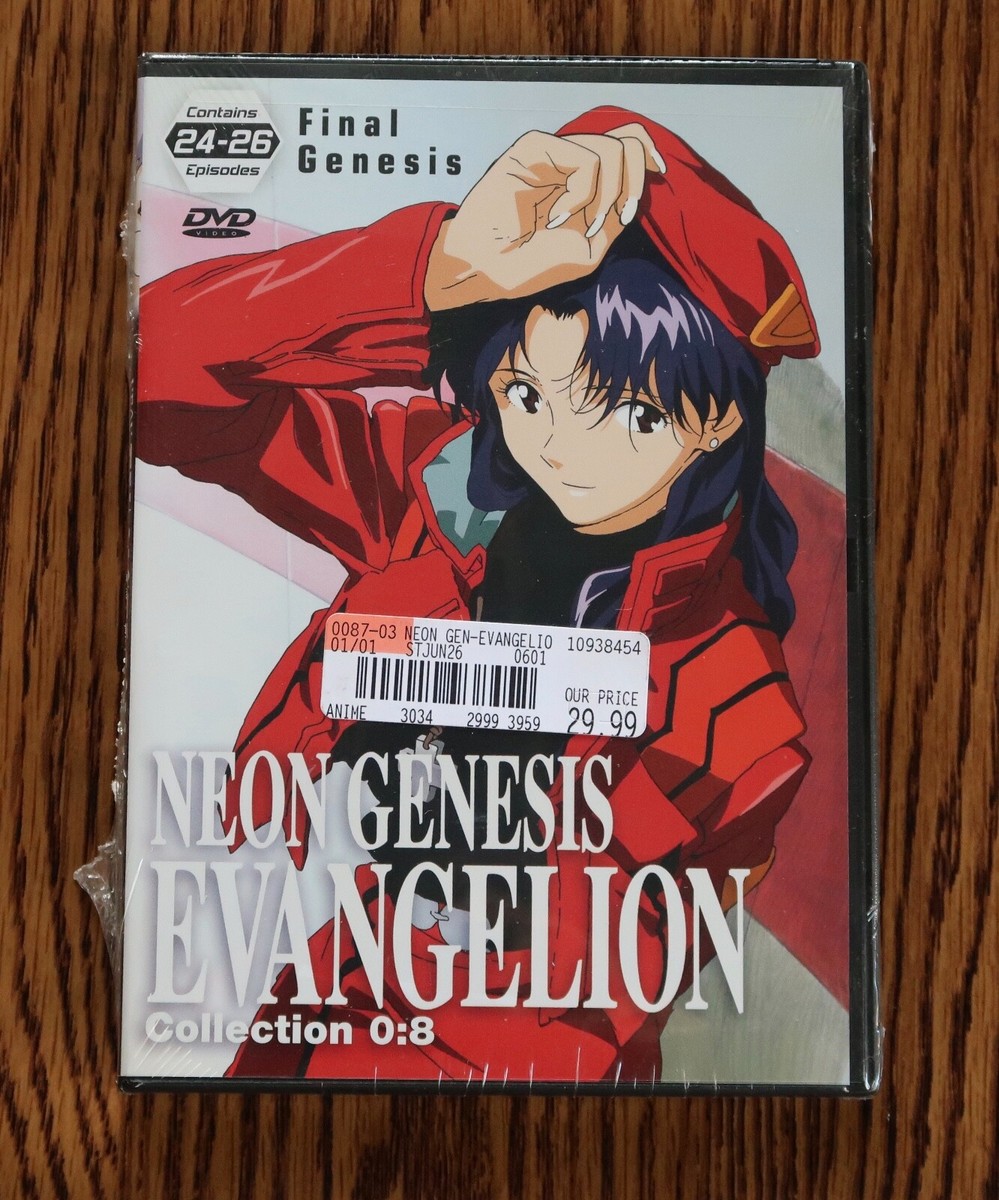 Contains
24-26
Episodes
Final
Genesis
DVD
VIDEO
0087-03 NEON GEN-EVANGELIO 10938454
01/01 STJUN26 0601
OUR PRICE
ANIME 3034 2999 3959 29.99
NEON GENESIS
EVANGELION
Collection 0:8